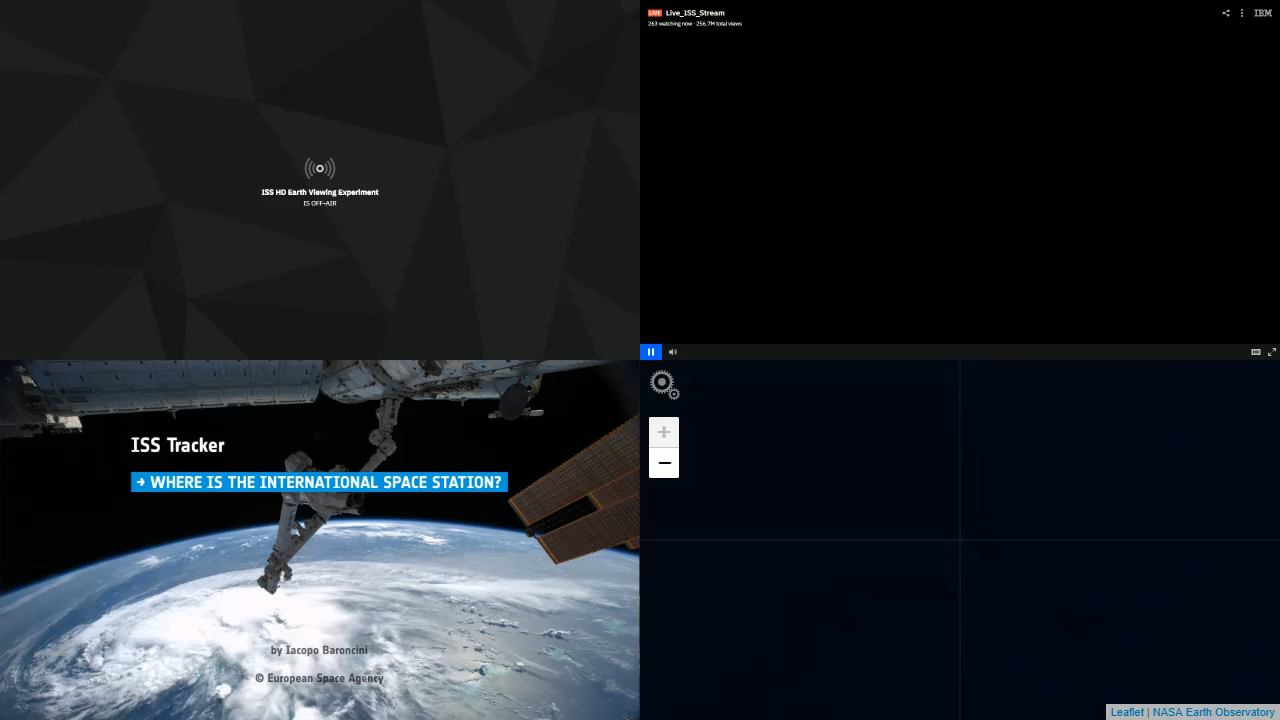 ISS HD Earth Viewing Experiment
IS OFF-AIR
LIVE Live_ISS_Stream
263 watching now · 256.7M total views
IBM
ISS Tracker
→ WHERE IS THE INTERNATIONAL SPACE STATION?
by Iacopo Baroncini
© European Space Agency
+
−
Leaflet | NASA Earth Observatory